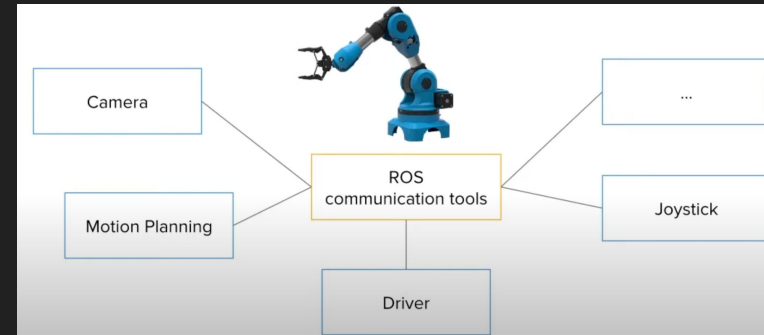 Camera
...
ROS
communication tools
Motion Planning
Joystick
Driver